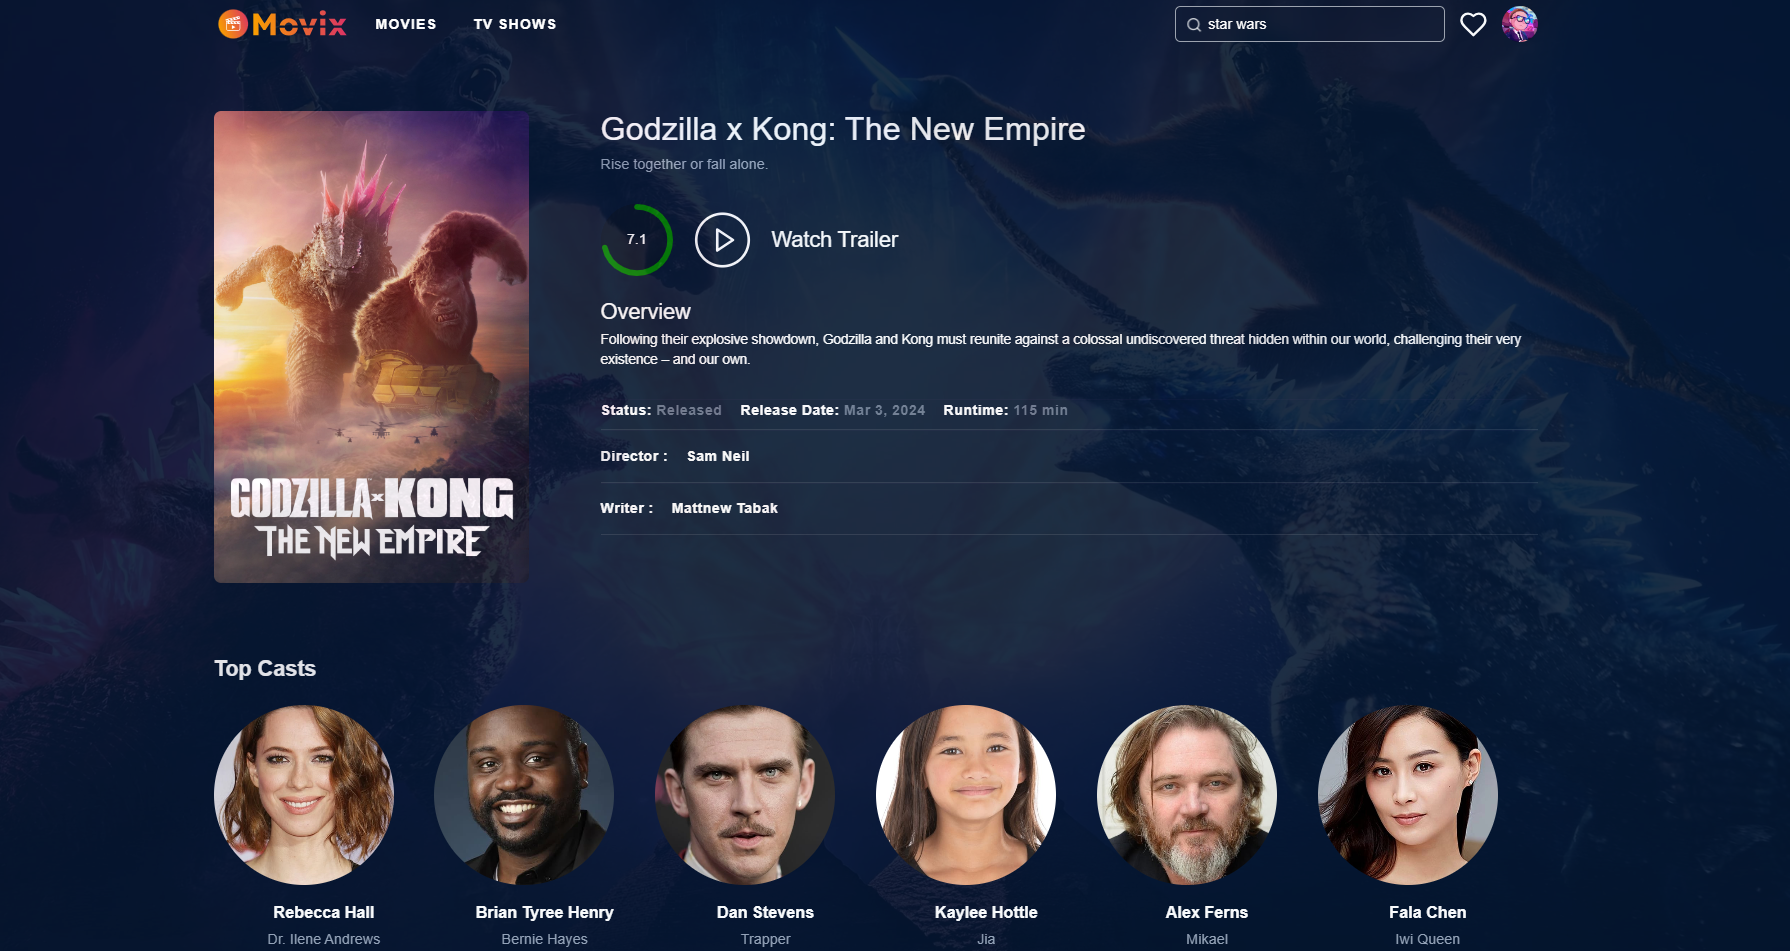 Movix
MOVIES
TV SHOWS
star wars
GODZILLA x KONG
THE NEW EMPIRE
Godzilla x Kong: The New Empire
Rise together or fall alone.
7.1
Watch Trailer
Overview
Following their explosive showdown, Godzilla and Kong must reunite against a colossal undiscovered threat hidden within our world, challenging their very
existence – and our own.
Status: Released Release Date: Mar 3, 2024 Runtime: 115 min
Director : Sam Neil
Writer : Mattnew Tabak
Top Casts
Rebecca Hall
Dr. Ilene Andrews
Brian Tyree Henry
Bernie Hayes
Dan Stevens
Trapper
Kaylee Hottle
Jia
Alex Ferns
Mikael
Fala Chen
Iwi Queen